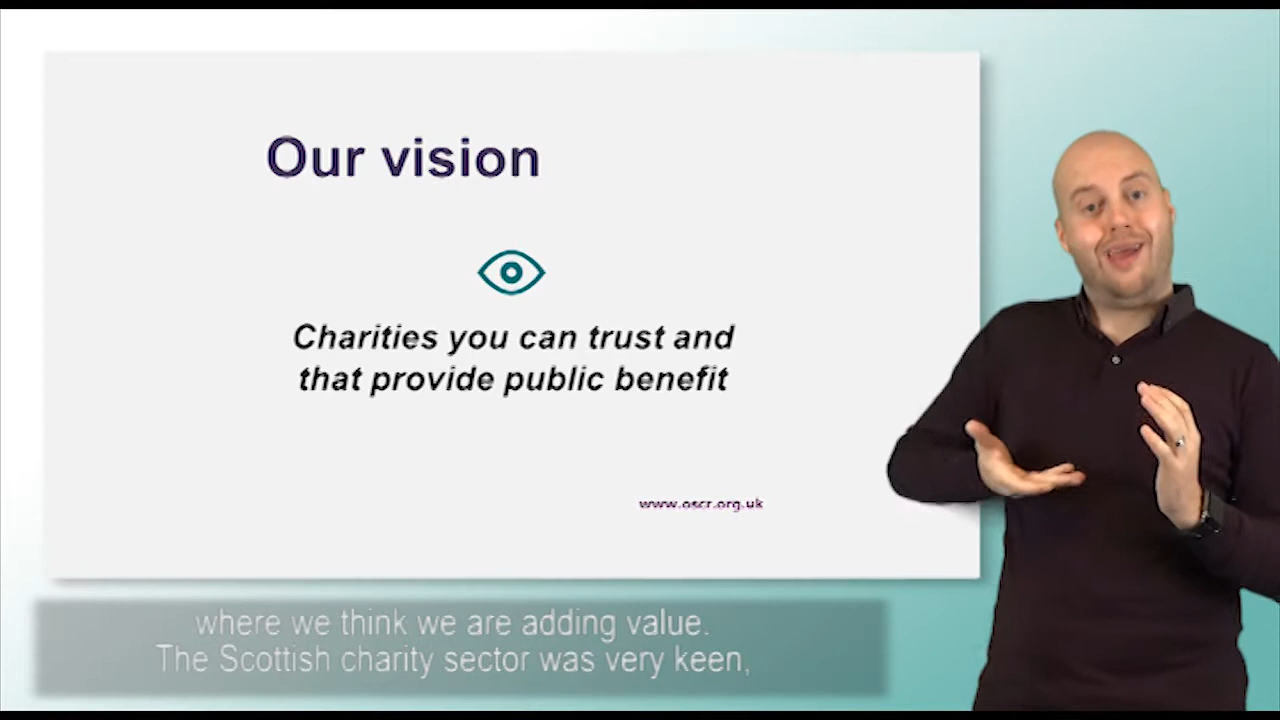 Our vision
Charities you can trust and
that provide public benefit
www.oscr.org.uk
where we think we are adding value.
The Scottish charity sector was very keen,